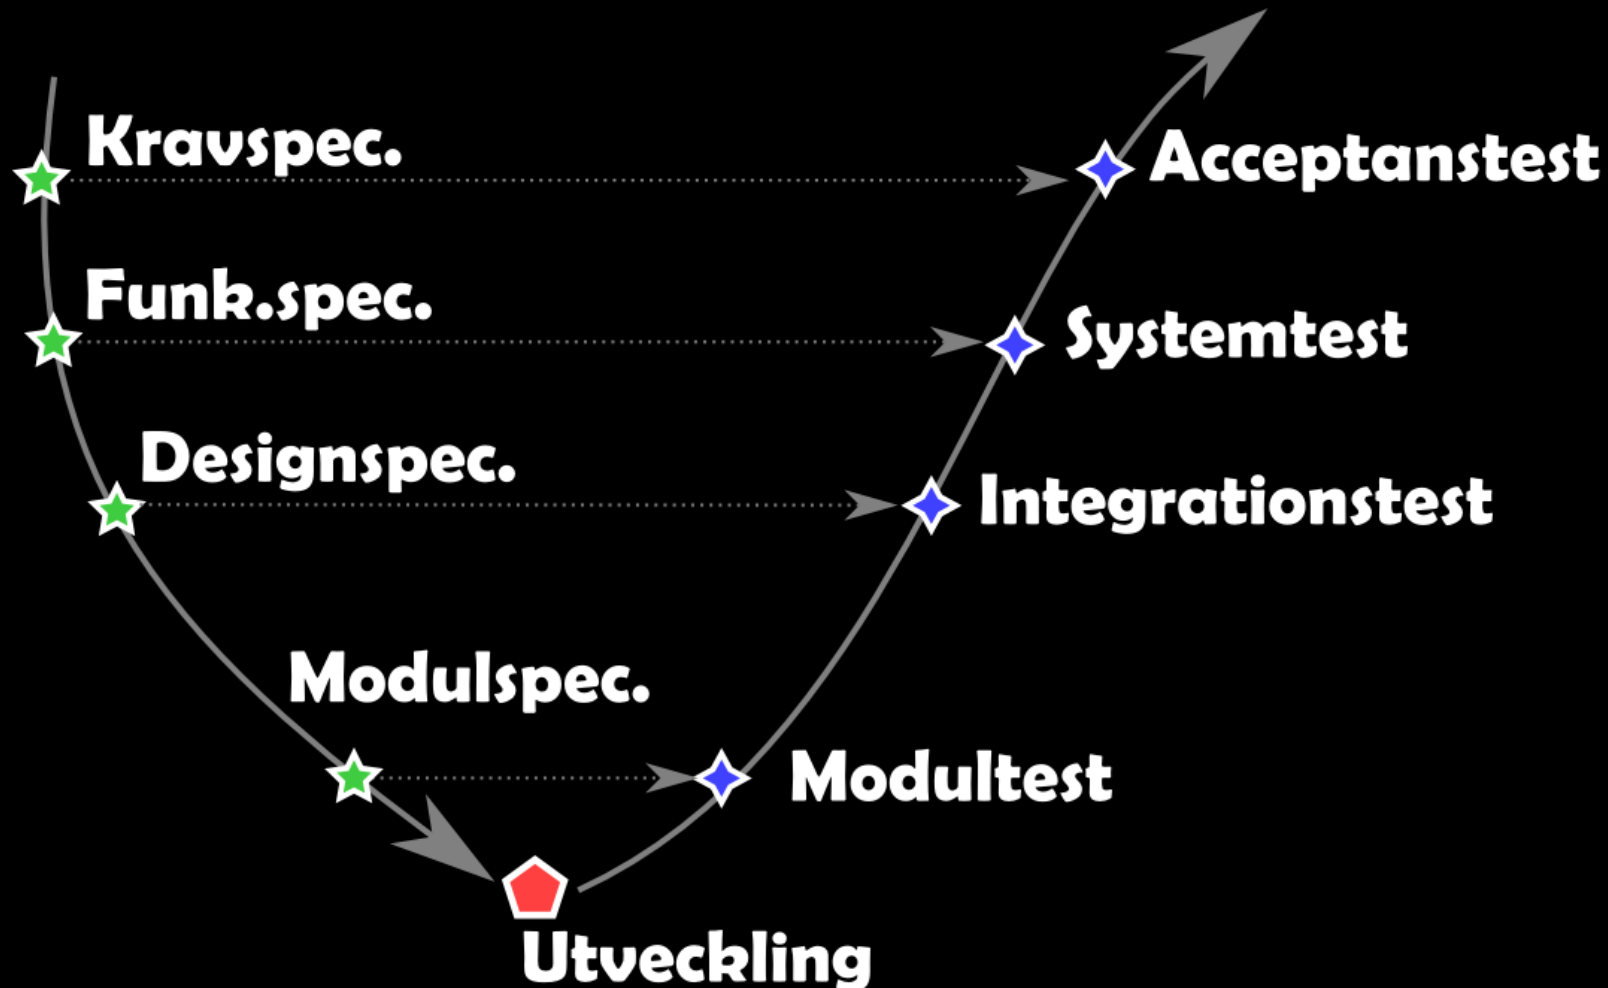 Kravspec.
Acceptanstest
Funk.spec.
Systemtest
Designspec.
Integrationstest
Modulspec.
Modultest
Utveckling